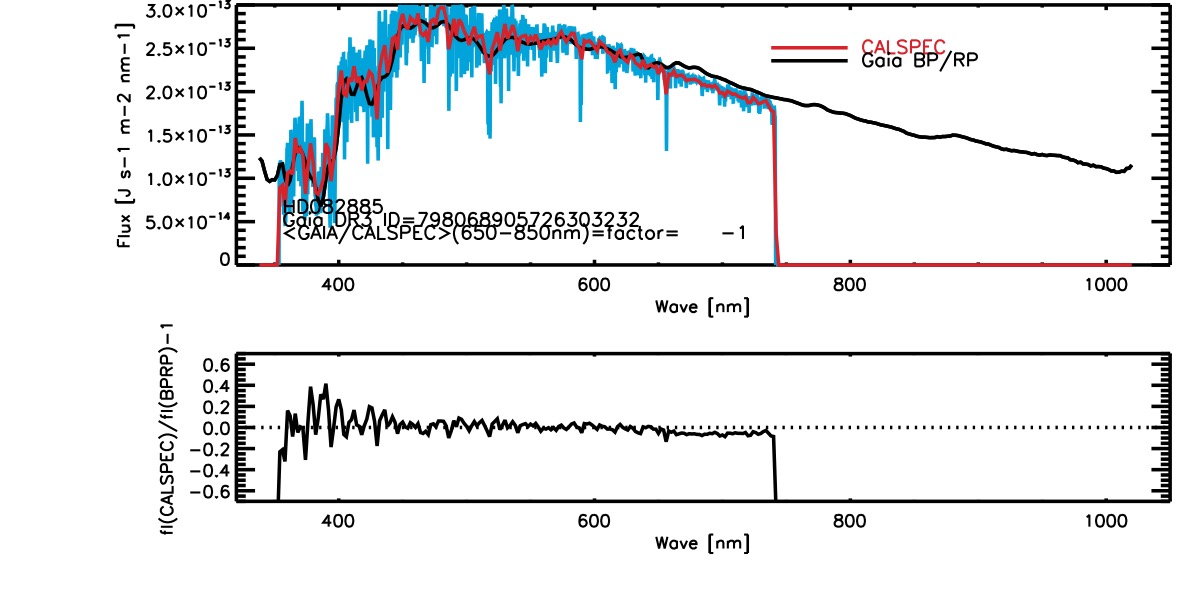 3.0×10−13
2.5×10−13
2.0×10−13
1.5×10−13
1.0×10−13
5.0×10−14
0
Flux [J s−1 m−2 nm−1]
CALSPEC
Gaia BP/RP
HD082885
Gaia DR3 ID=798068905726303232
<GAIA/CALSPEC>(650−850nm)=factor= −1
400 600 800 1000
Wave [nm]
fl(CALSPEC)/fl(BPRP)−1
0.6
0.4
0.2
0.0
−0.2
−0.4
−0.6
400 600 800 1000
Wave [nm]